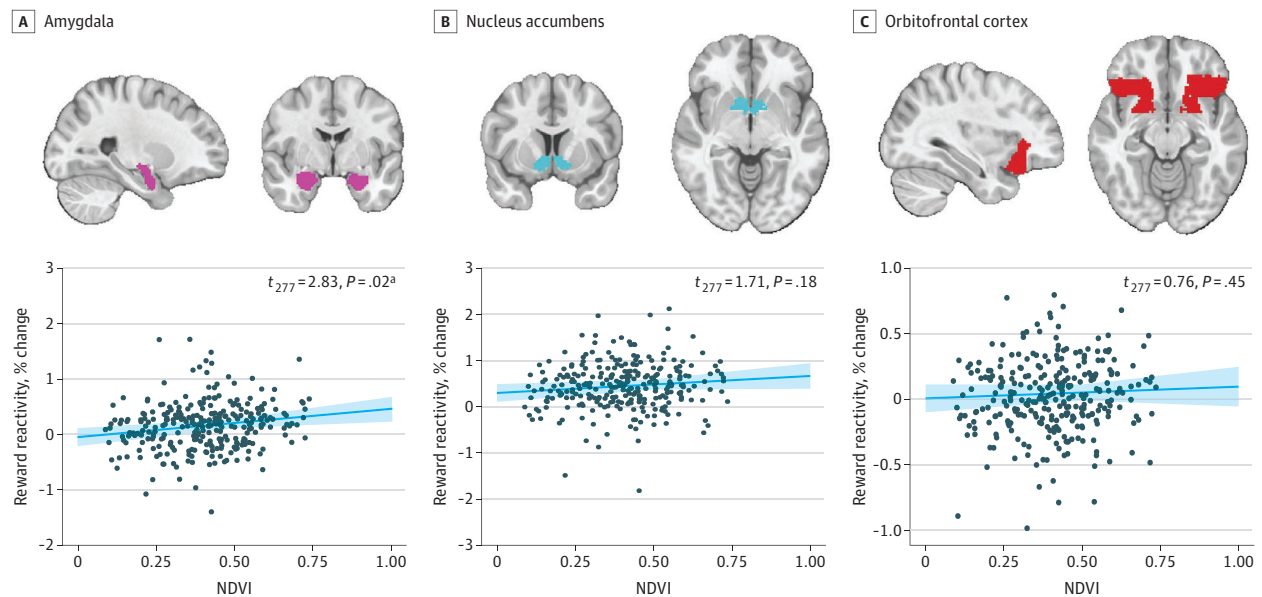 A Amygdala
3
2
1
0
-1
-2
Reward reactivity, % change
t277=2.83, P=.02a
0 0.25 0.50 0.75 1.00
NDVI
B Nucleus accumbens
3
2
1
0
-1
-2
-3
Reward reactivity, % change
t277=1.71, P=.18
0 0.25 0.50 0.75 1.00
NDVI
C Orbitofrontal cortex
1.0
0.5
0
-0.5
-1.0
Reward reactivity, % change
t277=0.76, P=.45
0 0.25 0.50 0.75 1.00
NDVI